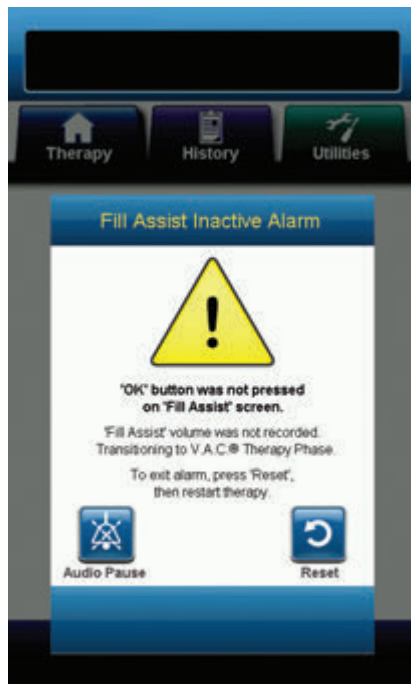 Therapy History Utilities
Fill Assist Inactive Alarm
"OK" button was not pressed
on 'Fill Assist' screen.
'Fill Assist' volume was not recorded.
Transitioning to V.A.C.® Therapy Phase.
To exit alarm, press 'Reset',
then restart therapy.
Audio Pause Reset